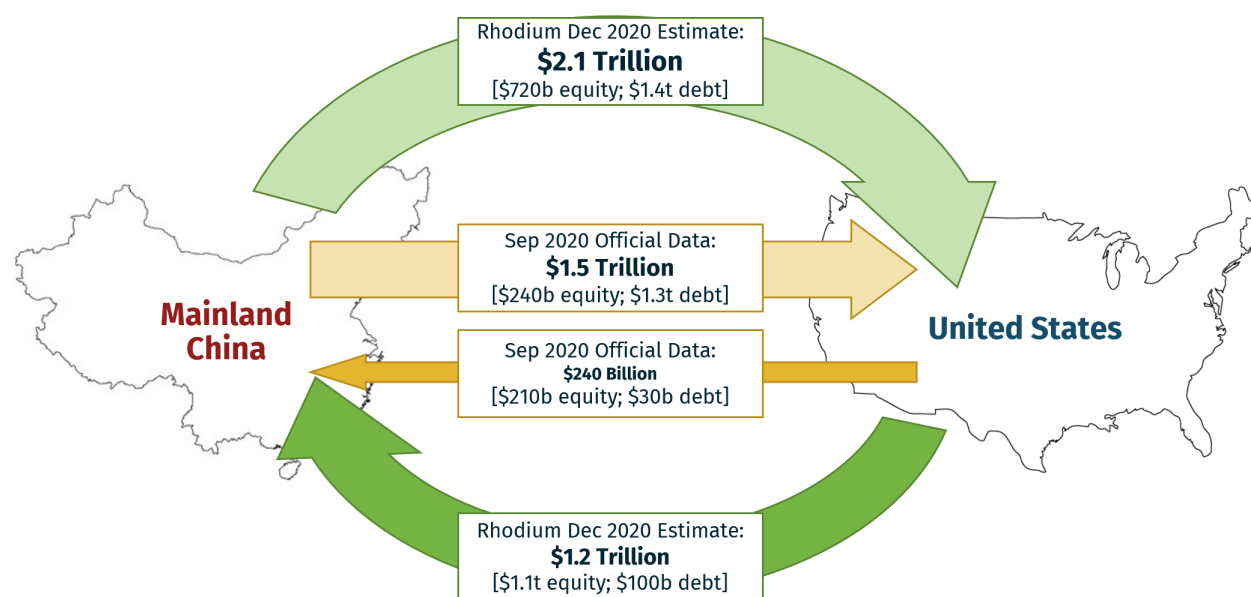 Rhodium Dec 2020 Estimate:
$2.1 Trillion
[$720b equity; $1.4t debt]
Sep 2020 Official Data:
$1.5 Trillion
[$240b equity; $1.3t debt]
Mainland
China
United States
Sep 2020 Official Data:
$240 Billion
[$210b equity; $30b debt]
Rhodium Dec 2020 Estimate:
$1.2 Trillion
[$1.1t equity; $100b debt]